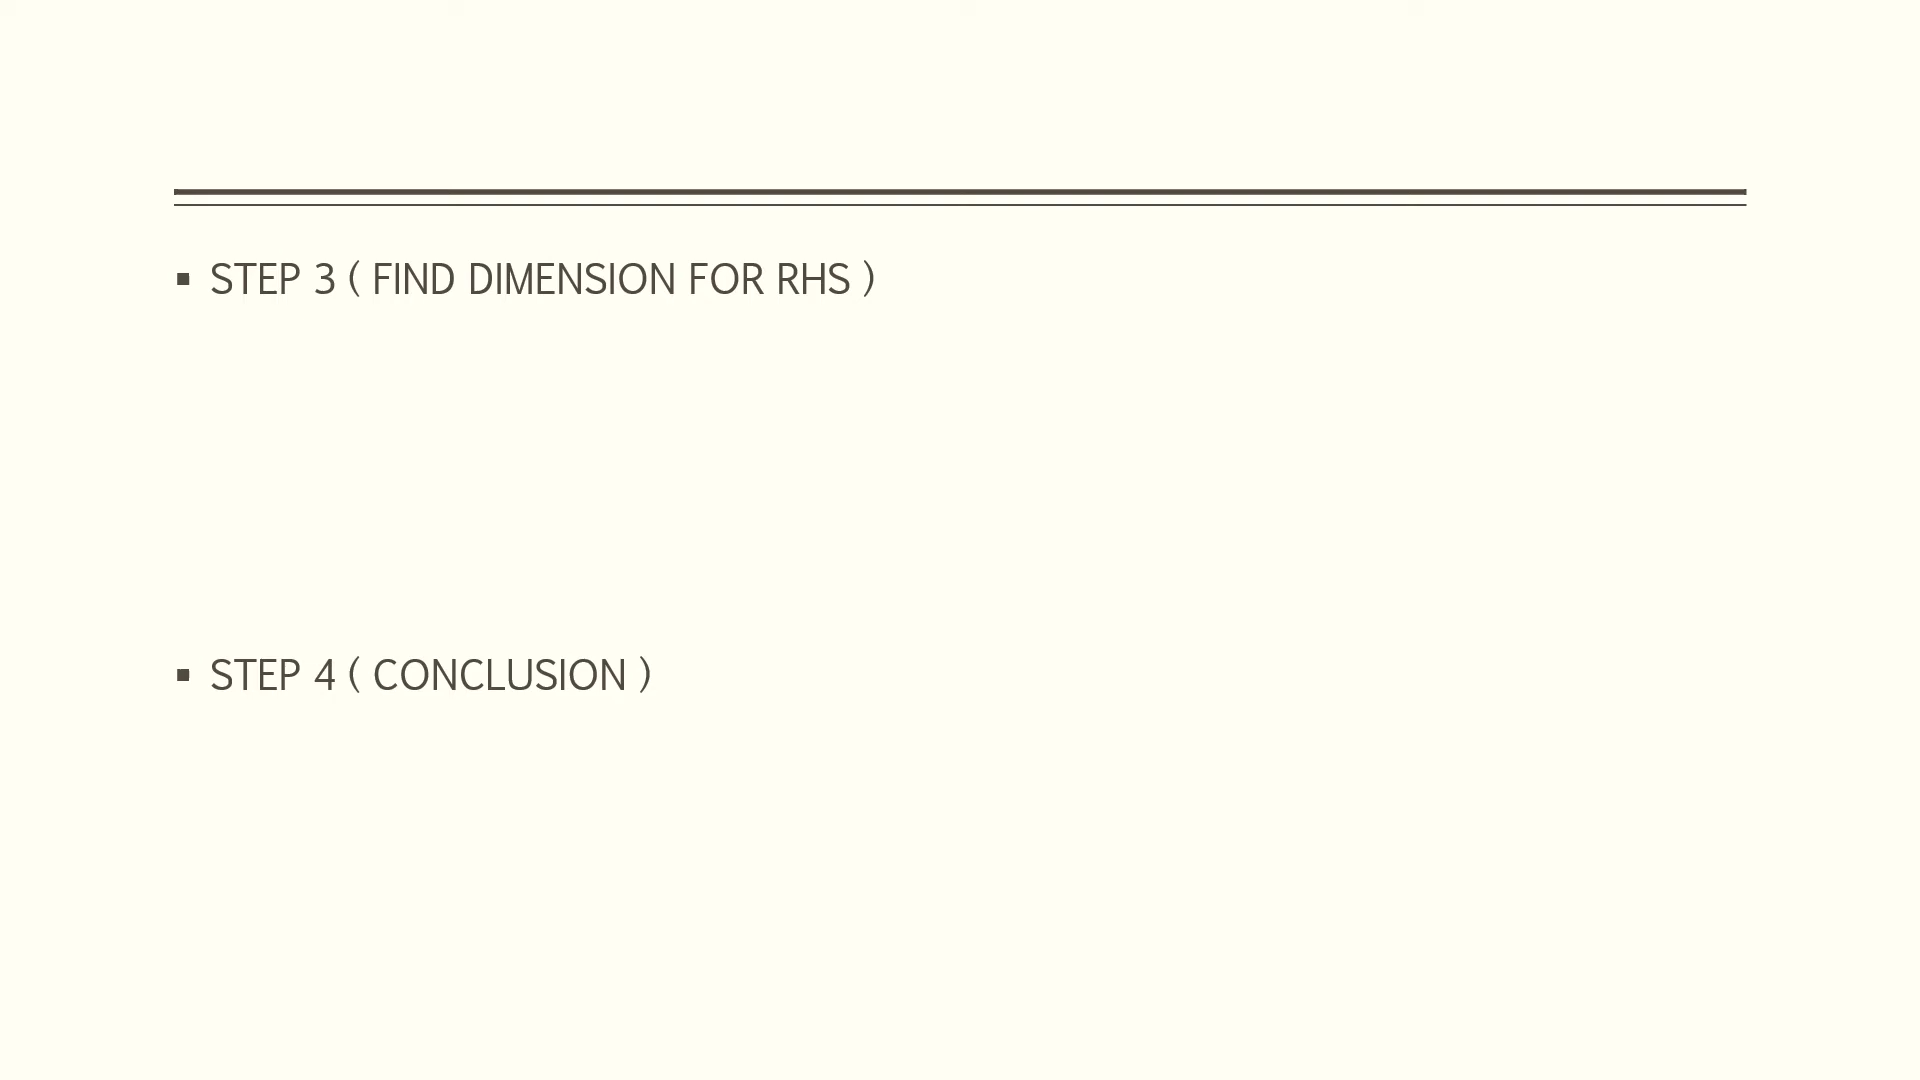 ▪ STEP 3 ( FIND DIMENSION FOR RHS )
▪ STEP 4 ( CONCLUSION )